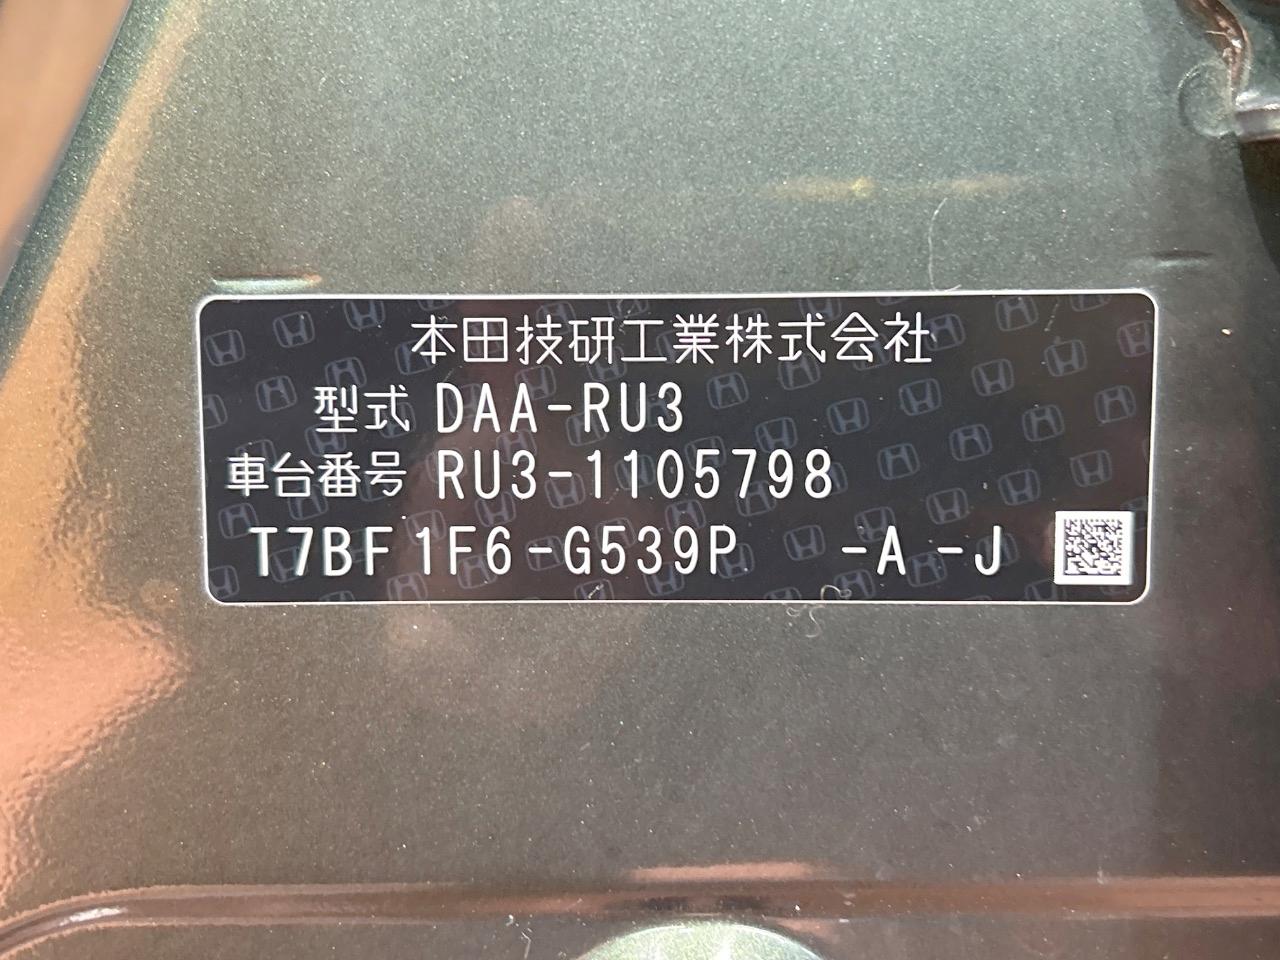 本田技研工業株式会社
型式 DAA-RU3
車台番号 RU3-1105798
T7BF1F6-G539P -A -J